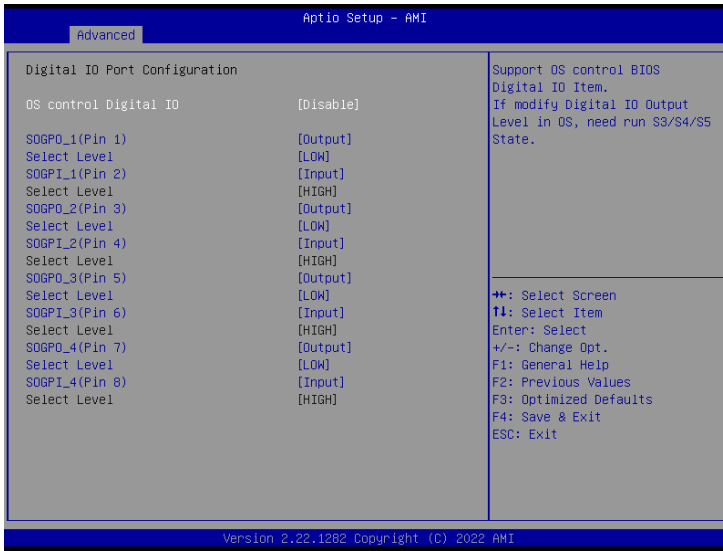 Aptio Setup - AMI
Advanced
Digital IO Port Configuration
OS control Digital IO [Disable]
SOGPO_1(Pin 1) [Output]
Select Level [LOW]
SOGPI_1(Pin 2) [Input]
Select Level [HIGH]
SOGPO_2(Pin 3) [Output]
Select Level [LOW]
SOGPI_2(Pin 4) [Input]
Select Level [HIGH]
SOGPO_3(Pin 5) [Output]
Select Level [LOW]
SOGPI_3(Pin 6) [Input]
Select Level [HIGH]
SOGPO_4(Pin 7) [Output]
Select Level [LOW]
SOGPI_4(Pin 8) [Input]
Select Level [HIGH]
Support OS control BIOS
Digital IO Item.
If modify Digital IO Output
Level in OS, need run S3/S4/S5
State.
→←: Select Screen
↑↓: Select Item
Enter: Select
+/-: Change Opt.
F1: General Help
F2: Previous Values
F3: Optimized Defaults
F4: Save & Exit
ESC: Exit
Version 2.22.1282 Copyright (C) 2022 AMI